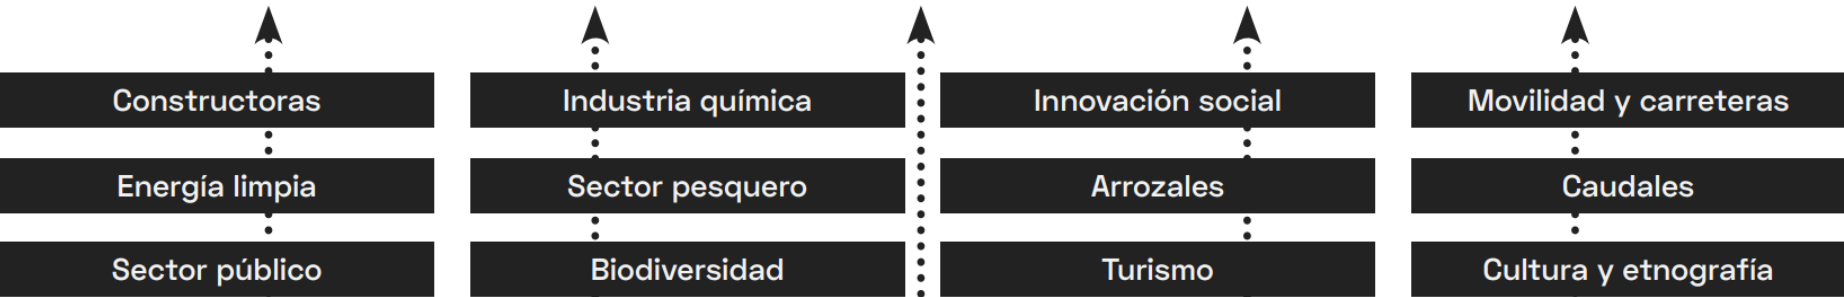 Constructoras
Industria química
Innovación social
Movilidad y carreteras
Energía limpia
Sector pesquero
Arrozales
Caudales
Sector público
Biodiversidad
Turismo
Cultura y etnografía